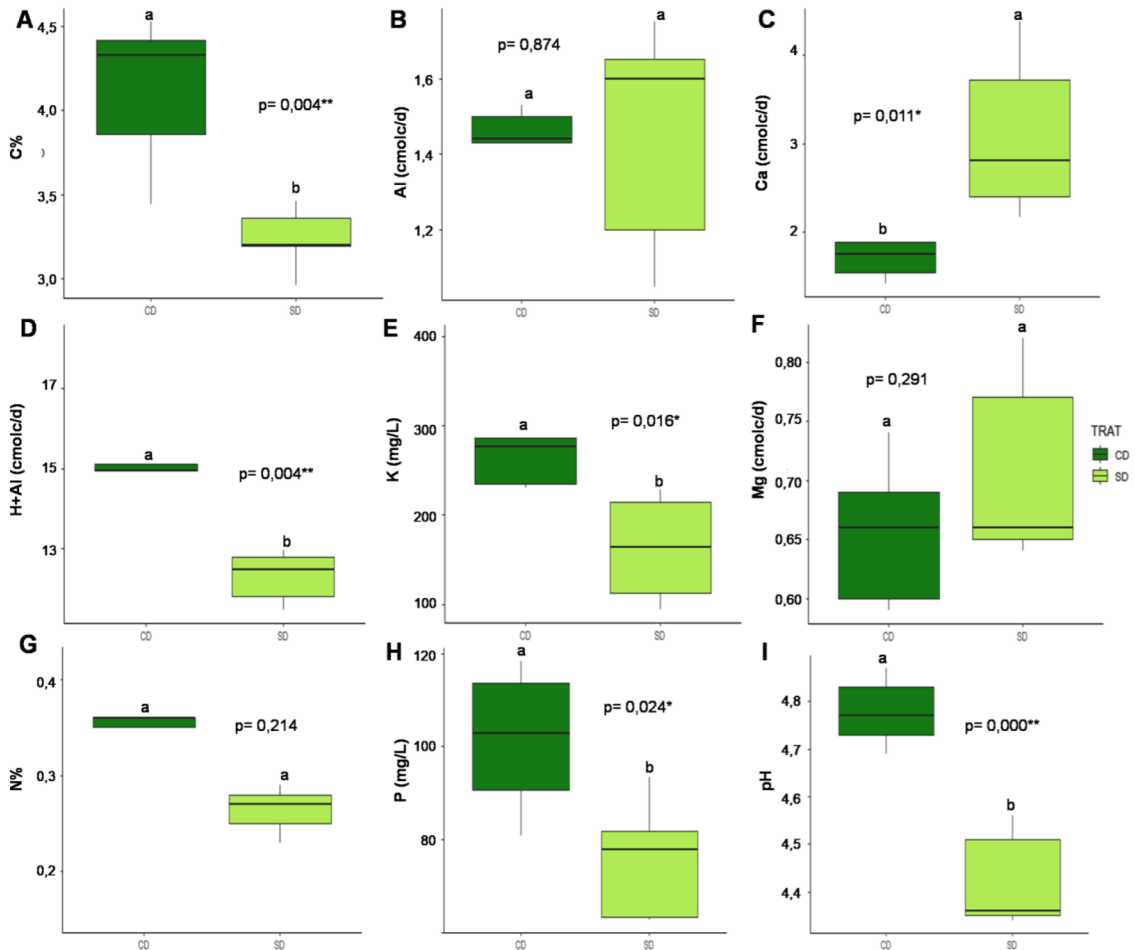 A
C%
4,5
4,0
3,5
3,0
a
p= 0,004**
b
CD
SD
B
Al (cmolc/d)
1,6
1,4
1,2
p= 0,874
a
a
CD
SD
C
Ca (cmolc/d)
4
3
2
a
p= 0,011*
b
CD
SD
D
H+Al (cmolc/d)
17
15
13
a
p= 0,004**
b
CD
SD
E
K (mg/L)
400
300
200
100
a
p= 0,016*
b
CD
SD
F
Mg (cmolc/d)
0,80
0,75
0,70
0,65
0,60
p= 0,291
a
a
CD
SD
TRAT
CD
SD
G
N%
0,4
0,3
0,2
a
p= 0,214
a
CD
SD
H
P (mg/L)
120
100
80
a
p= 0,024*
b
CD
SD
I
pH
4,8
4,7
4,6
4,5
4,4
a
p= 0,000**
b
CD
SD